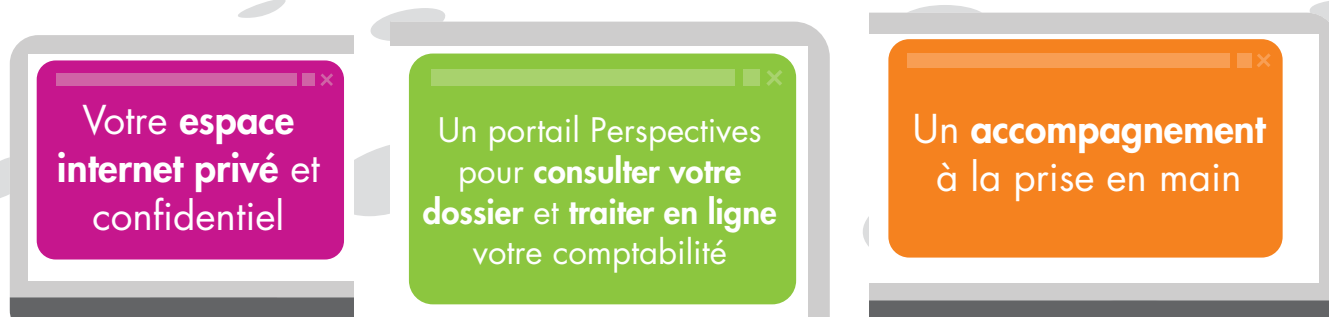 Votre espace
internet privé et
confidentiel
Un portail Perspectives
pour consulter votre
dossier et traiter en ligne
votre comptabilité
Un accompagnement
à la prise en main